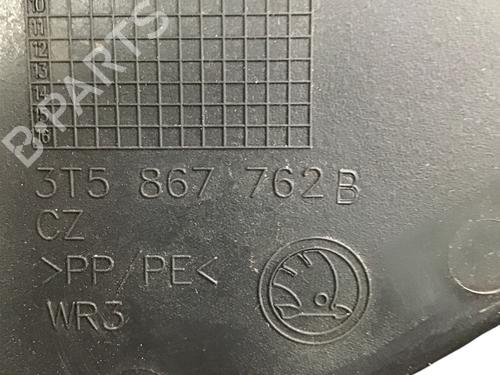 10
11
12
13
14
15
16
B-PARTS
3T5 867 762 B
CZ
>PP/PE<
WR3